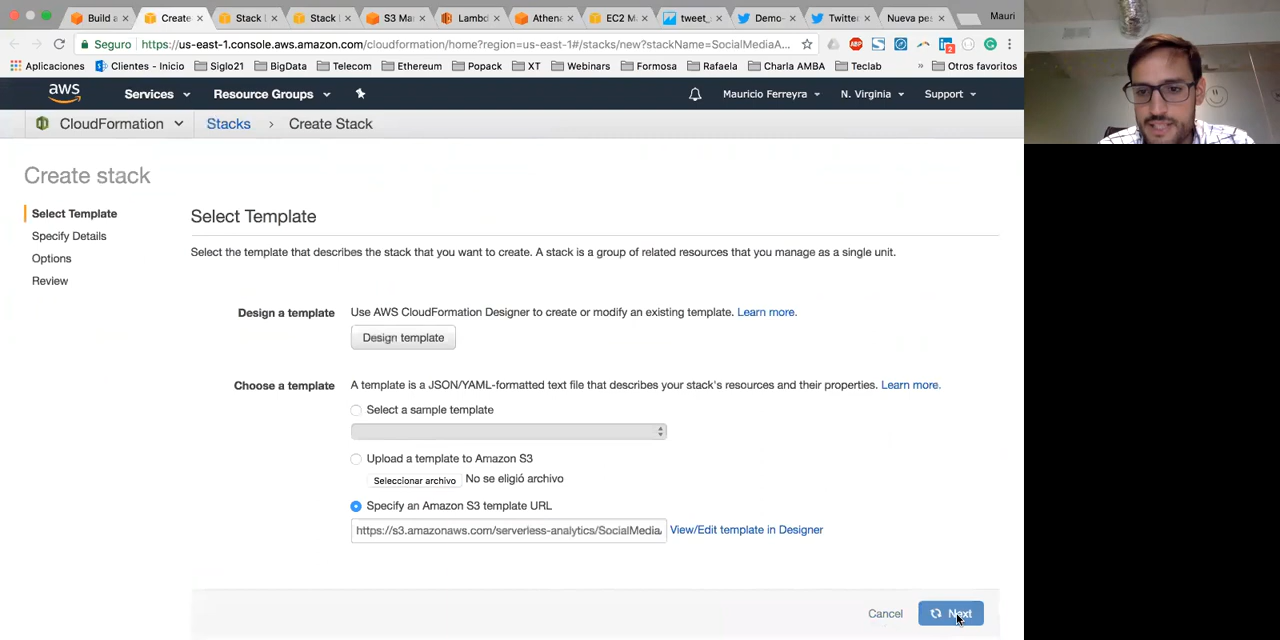 Build a
Create
Stack
Stack
S3 Ma
Lambd
Athena
EC2 M
tweet_
Demo-
Twitter
Nueva pes
Mauri
Seguro
https://us-east-1.console.aws.amazon.com/cloudformation/home?region=us-east-1#/stacks/new?stackName=SocialMediaA...
Aplicaciones
Clientes - Inicio
Siglo21
BigData
Telecom
Ethereum
Popack
XT
Webinars
Formosa
Rafaela
Charla AMBA
Teclab
»
Otros favoritos
aws
Services
Resource Groups
Mauricio Ferreyra
N. Virginia
Support
CloudFormation
Stacks
>
Create Stack
Create stack
Select Template
Specify Details
Options
Review
Select Template
Select the template that describes the stack that you want to create. A stack is a group of related resources that you manage as a single unit.
Design a template
Use AWS CloudFormation Designer to create or modify an existing template. Learn more.
Design template
Choose a template
A template is a JSON/YAML-formatted text file that describes your stack's resources and their properties. Learn more.
Select a sample template
Upload a template to Amazon S3
Seleccionar archivo
No se eligió archivo
Specify an Amazon S3 template URL
https://s3.amazonaws.com/serverless-analytics/SocialMedia
View/Edit template in Designer
Cancel
Next